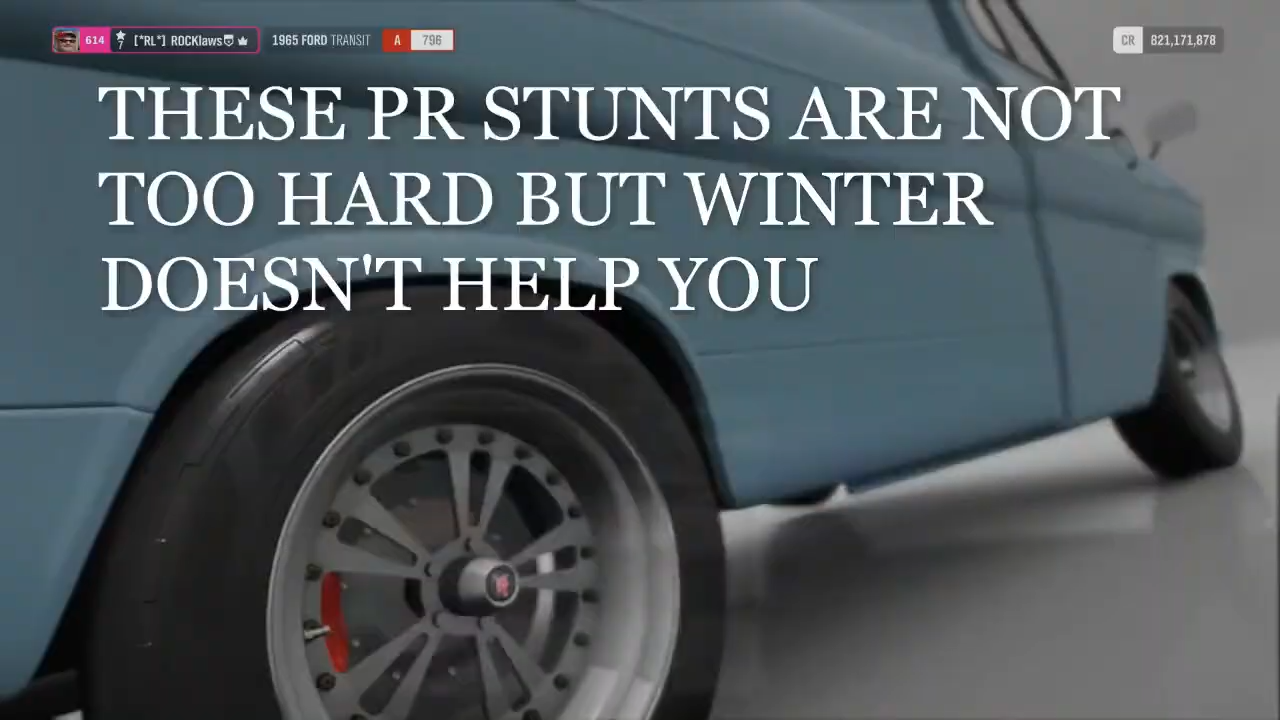 614 7 [*RL*] ROCKlaws 1965 FORD TRANSIT A 796 CR 821,171,878
THESE PR STUNTS ARE NOT
TOO HARD BUT WINTER
DOESN'T HELP YOU